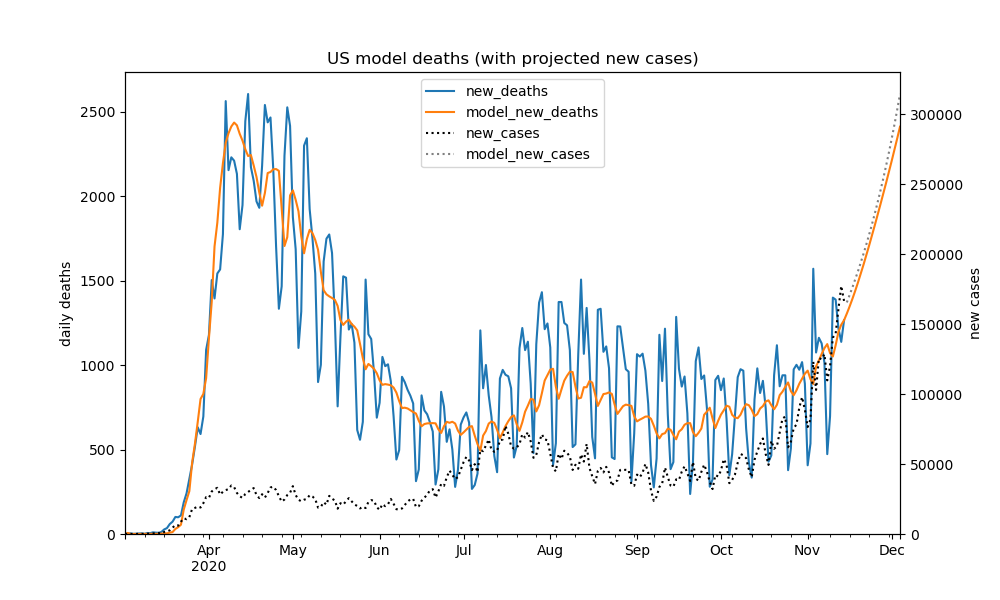 US model deaths (with projected new cases)
new_deaths
model_new_deaths
new_cases
model_new_cases
daily deaths
2500
2000
1500
1000
500
0
new cases
300000
250000
200000
150000
100000
50000
0
Apr May Jun Jul Aug Sep Oct Nov Dec
2020